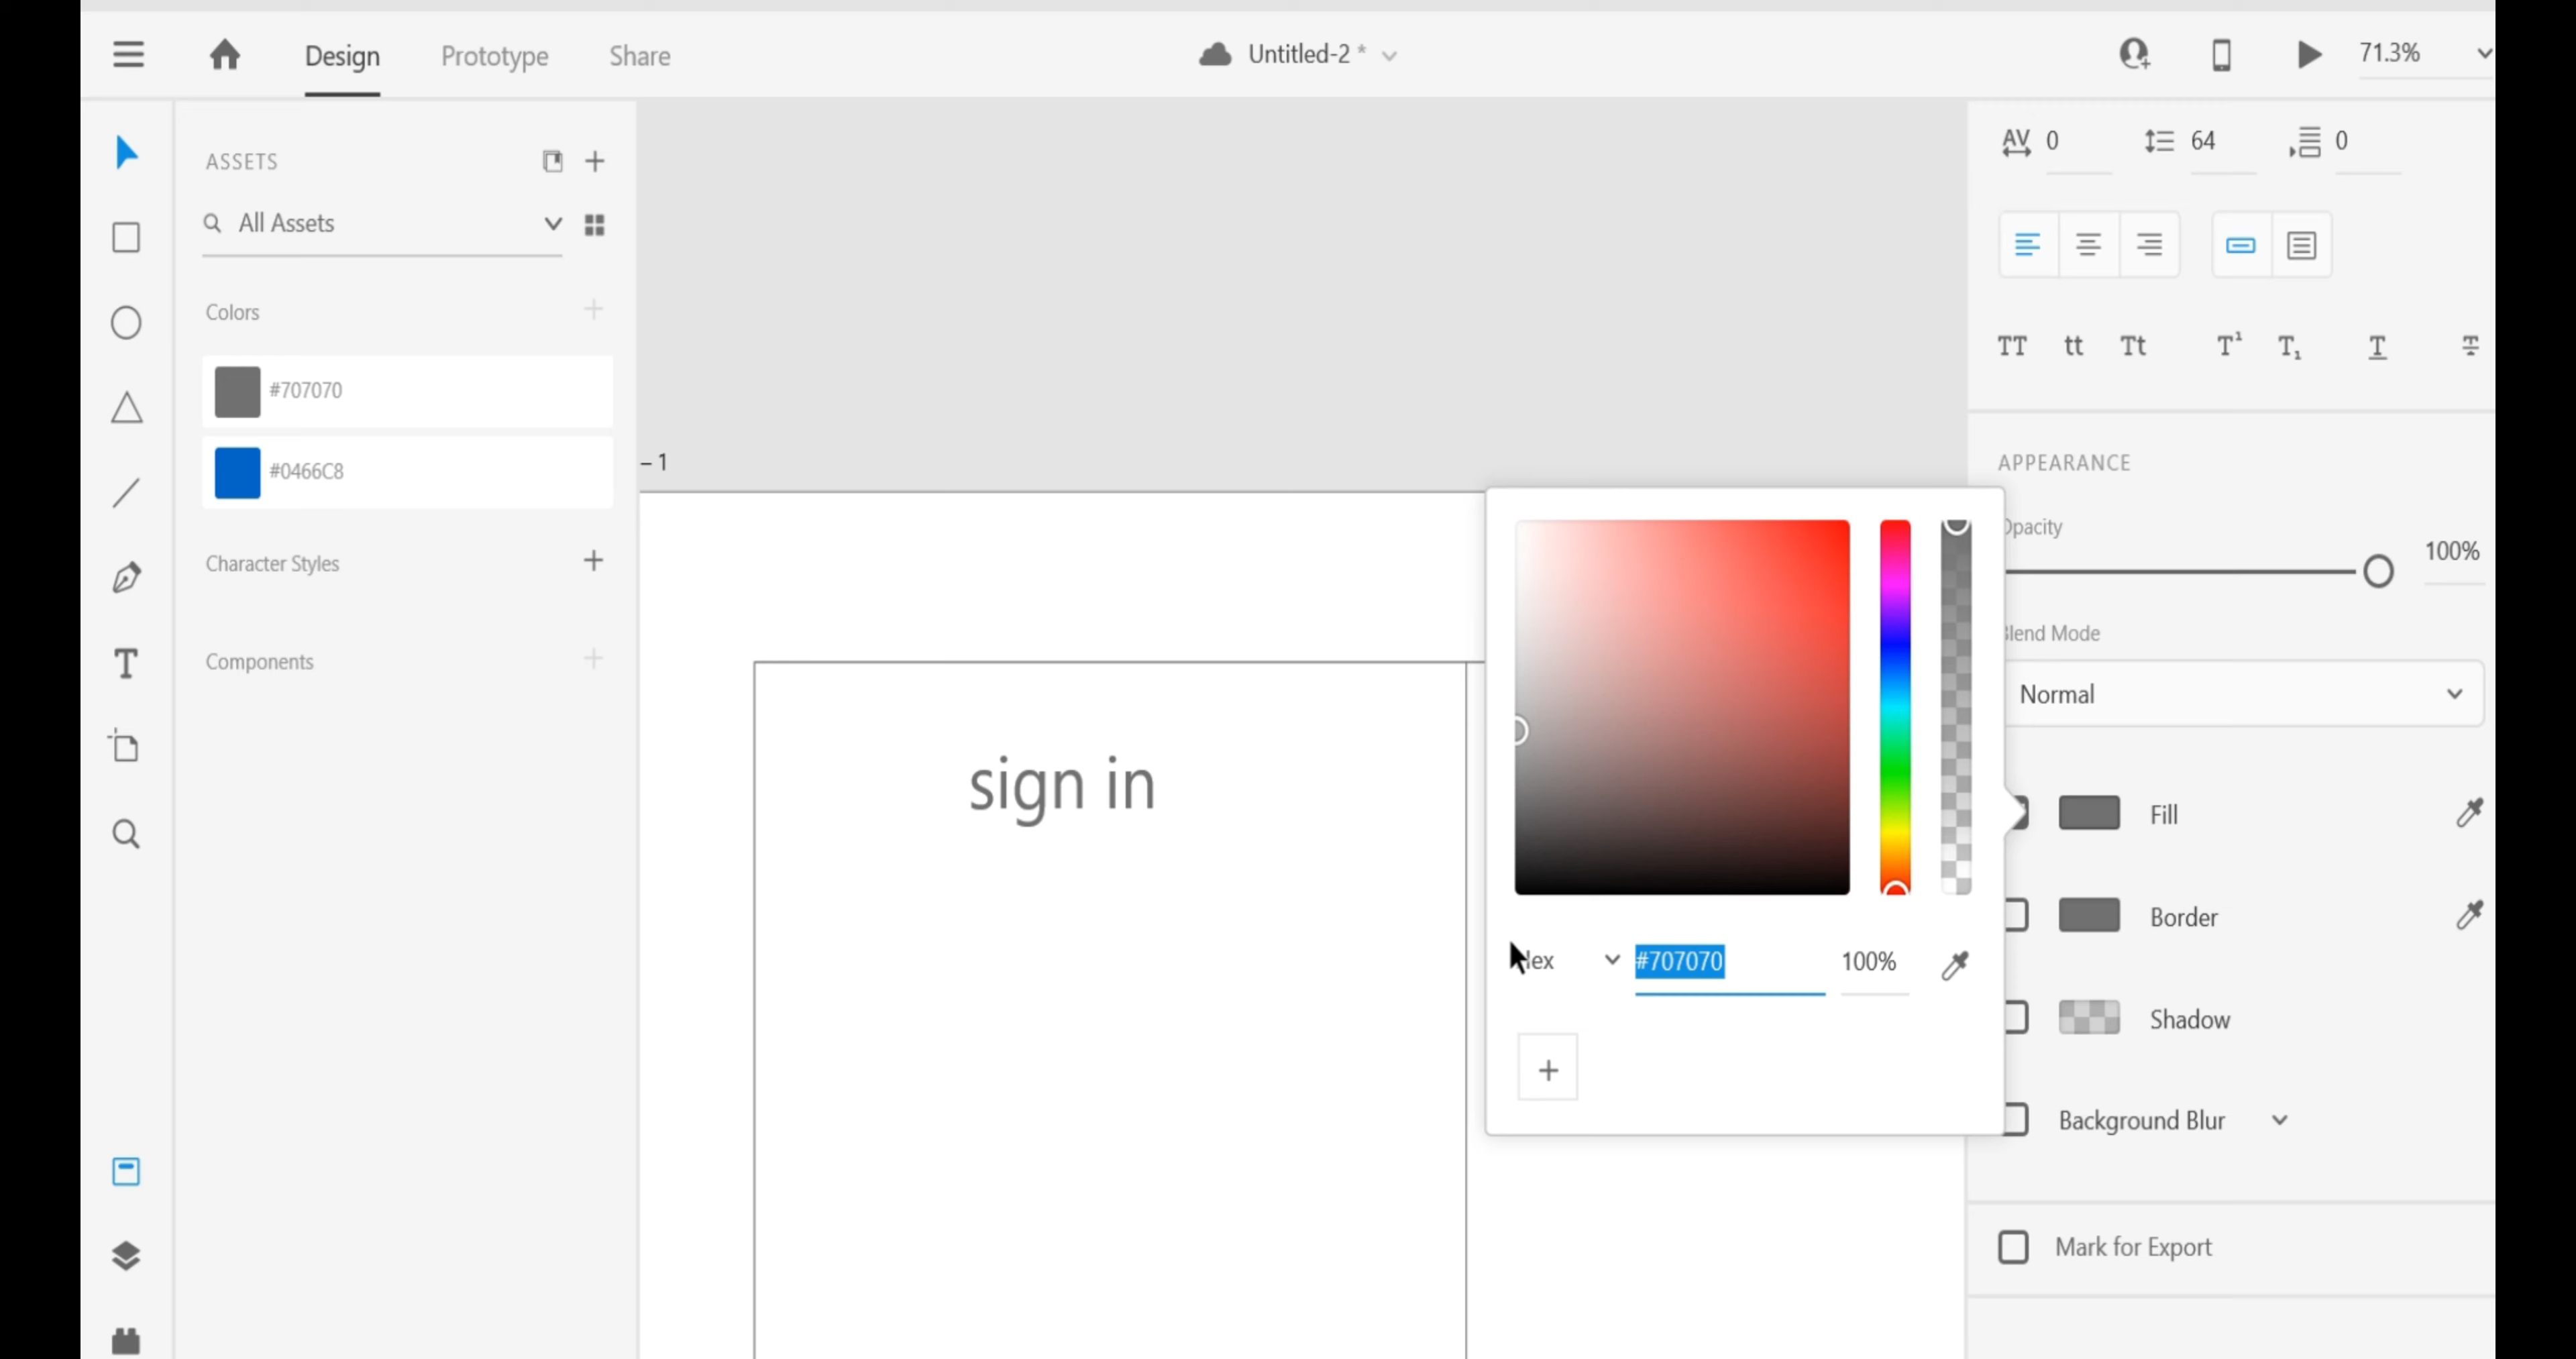 Design Prototype Share Untitled-2 * 71.3%
ASSETS
All Assets
Colors
#707070
#0466C8
Character Styles
Components
– 1
sign in
AV 0 64 0
TT tt Tt T¹ T₁ T T
APPEARANCE
Opacity
100%
Blend Mode
Normal
Fill
Border
Shadow
Background Blur
Hex #707070 100%
Mark for Export